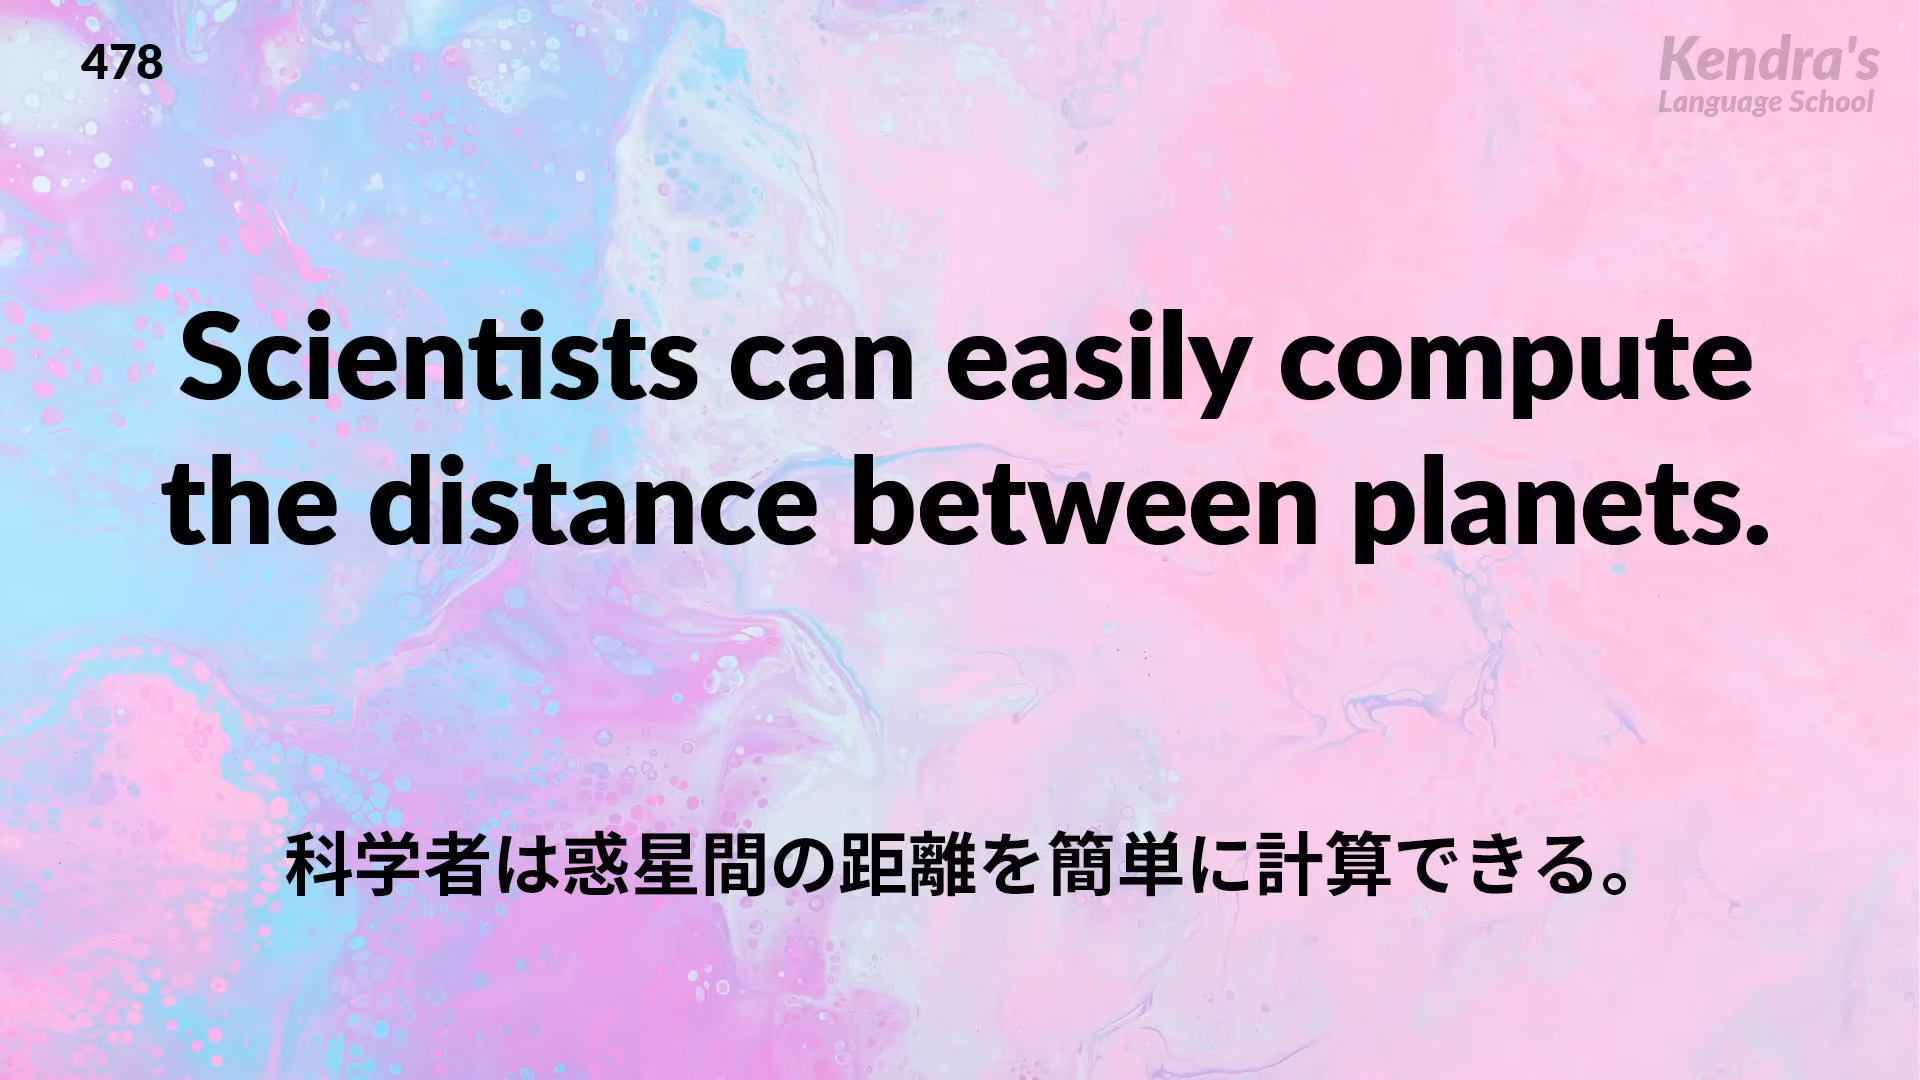 478
Kendra's
Language School
Scientists can easily compute
the distance between planets.
科学者は惑星間の距離を簡単に計算できる。